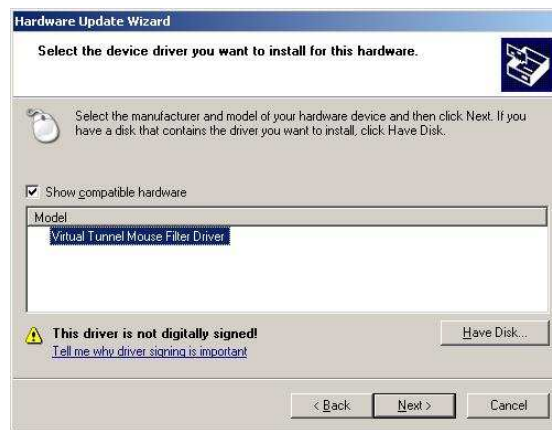 Hardware Update Wizard
Select the device driver you want to install for this hardware.
Select the manufacturer and model of your hardware device and then click Next. If you
have a disk that contains the driver you want to install, click Have Disk.
Show compatible hardware
Model
Virtual Tunnel Mouse Filter Driver
This driver is not digitally signed!
Have Disk...
Tell me why driver signing is important
< Back
Next >
Cancel